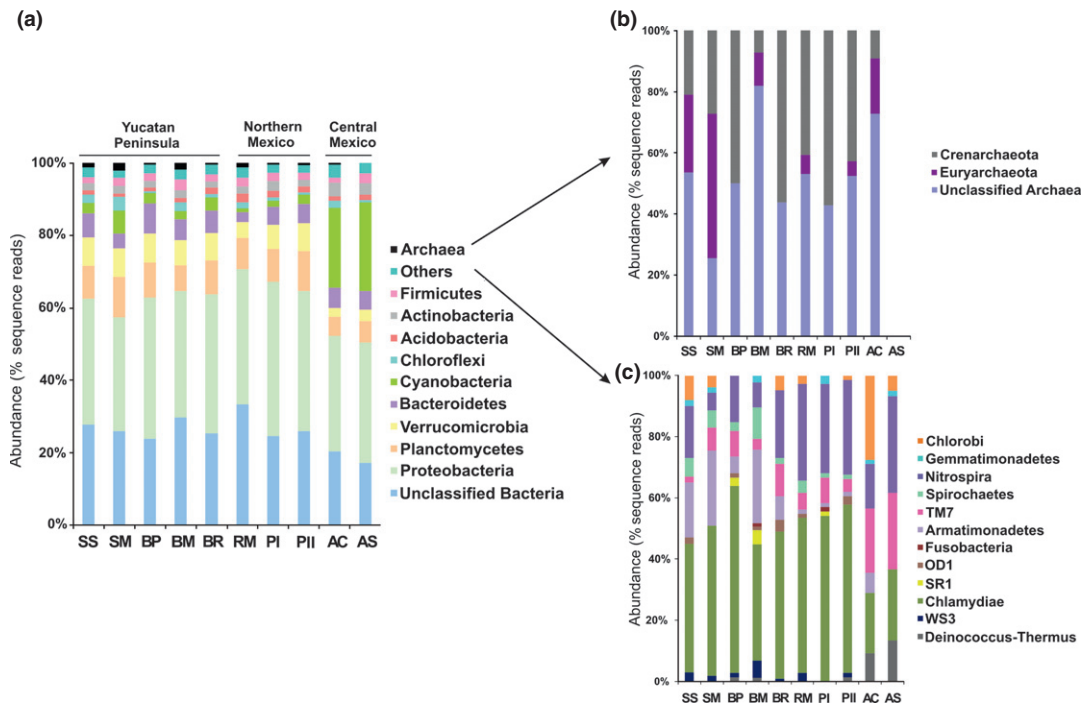 (a)
Yucatan
Peninsula
Northern
Mexico
Central
Mexico
Abundance (% sequence reads)
100%
80%
60%
40%
20%
0%
SS SM BP BM BR RM PI PII AC AS
Archaea
Others
Firmicutes
Actinobacteria
Acidobacteria
Chloroflexi
Cyanobacteria
Bacteroidetes
Verrucomicrobia
Planctomycetes
Proteobacteria
Unclassified Bacteria
(b)
Abundance (% sequence reads)
100%
80%
60%
40%
20%
0%
SS SM BP BM BR RM PI PII AC AS
Crenarchaeota
Euryarchaeota
Unclassified Archaea
(c)
Abundance (% sequence reads)
100%
80%
60%
40%
20%
0%
SS SM BP BM BR RM PI PII AC AS
Chlorobi
Gemmatimonadetes
Nitrospira
Spirochaetes
TM7
Armatimonadetes
Fusobacteria
OD1
SR1
Chlamydiae
WS3
Deinococcus-Thermus